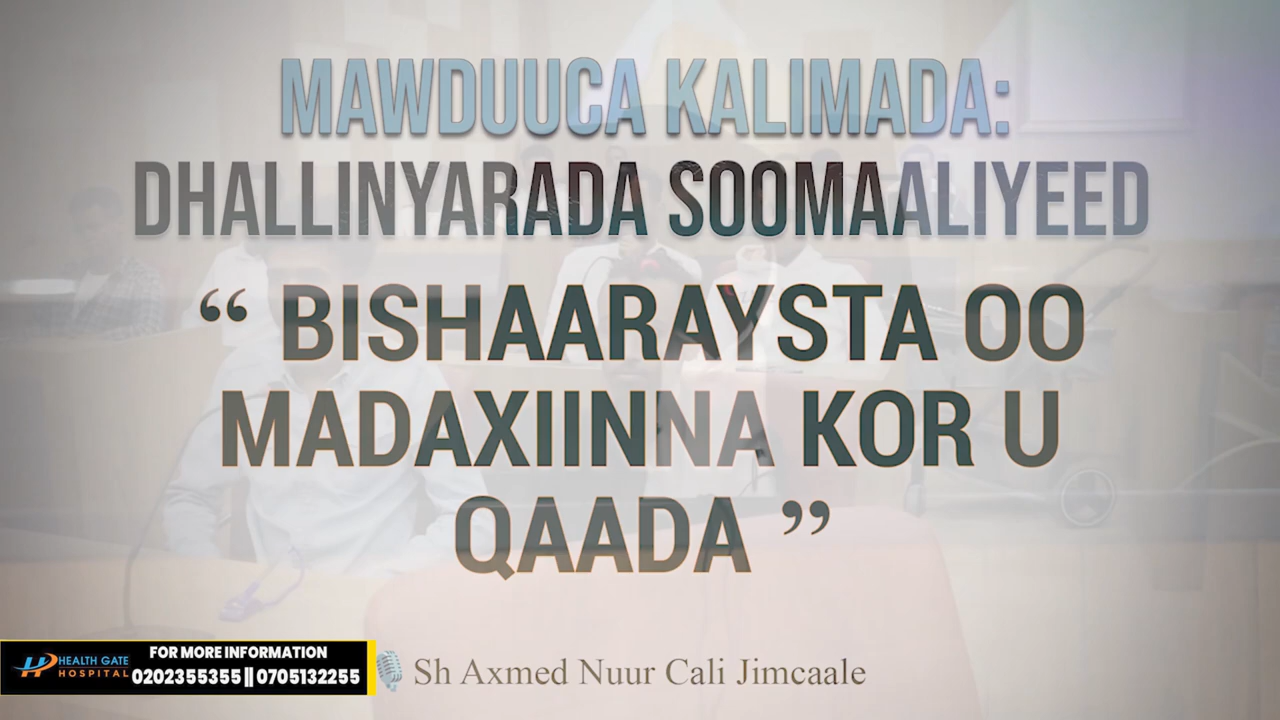 MAWDUUCA KALIMADA:
DHALLINYARADA SOOMAALIYEED
“ BISHAARAYSTA OO
MADAXIINNA KOR U
QAADA ”
Sh Axmed Nuur Cali Jimcaale
HEALTH GATE
HOSPITAL
FOR MORE INFORMATION
0202355355 || 0705132255